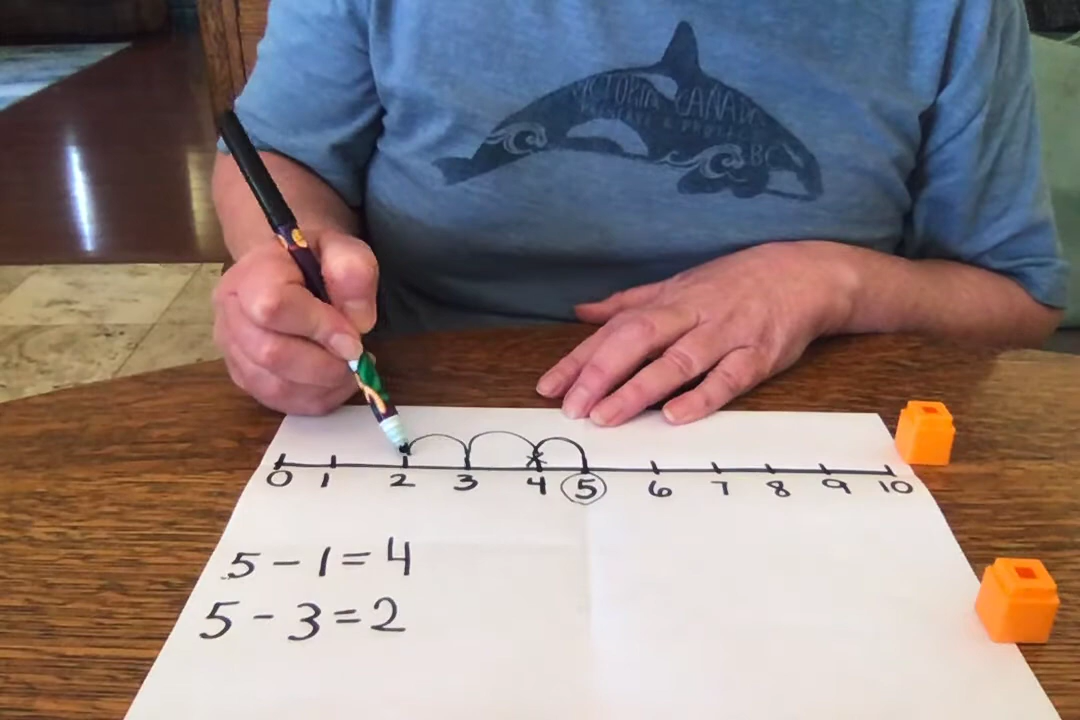 VICTORIA CANADA
BC
0 1 2 3 4 5 6 7 8 9 10
5 - 1 = 4
5 - 3 = 2